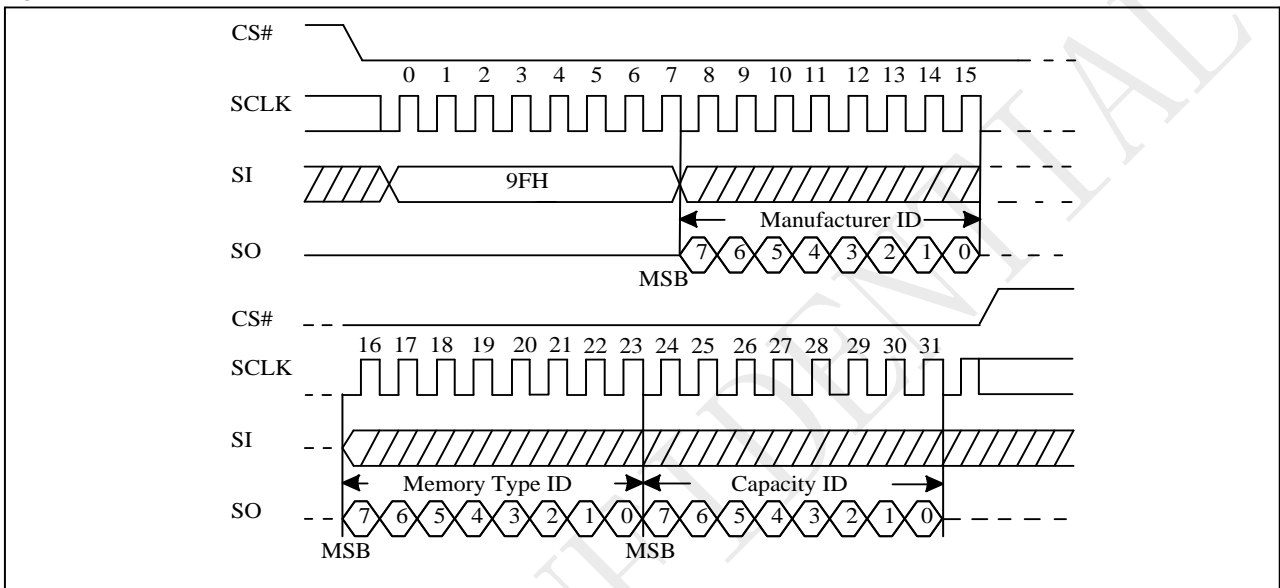 CS#
0 1 2 3 4 5 6 7 8 9 10 11 12 13 14 15
SCLK
SI
9FH
Manufacturer ID
SO
7 6 5 4 3 2 1 0
MSB
CS#
16 17 18 19 20 21 22 23 24 25 26 27 28 29 30 31
SCLK
SI
Memory Type ID Capacity ID
SO
7 6 5 4 3 2 1 0 7 6 5 4 3 2 1 0
MSB MSB